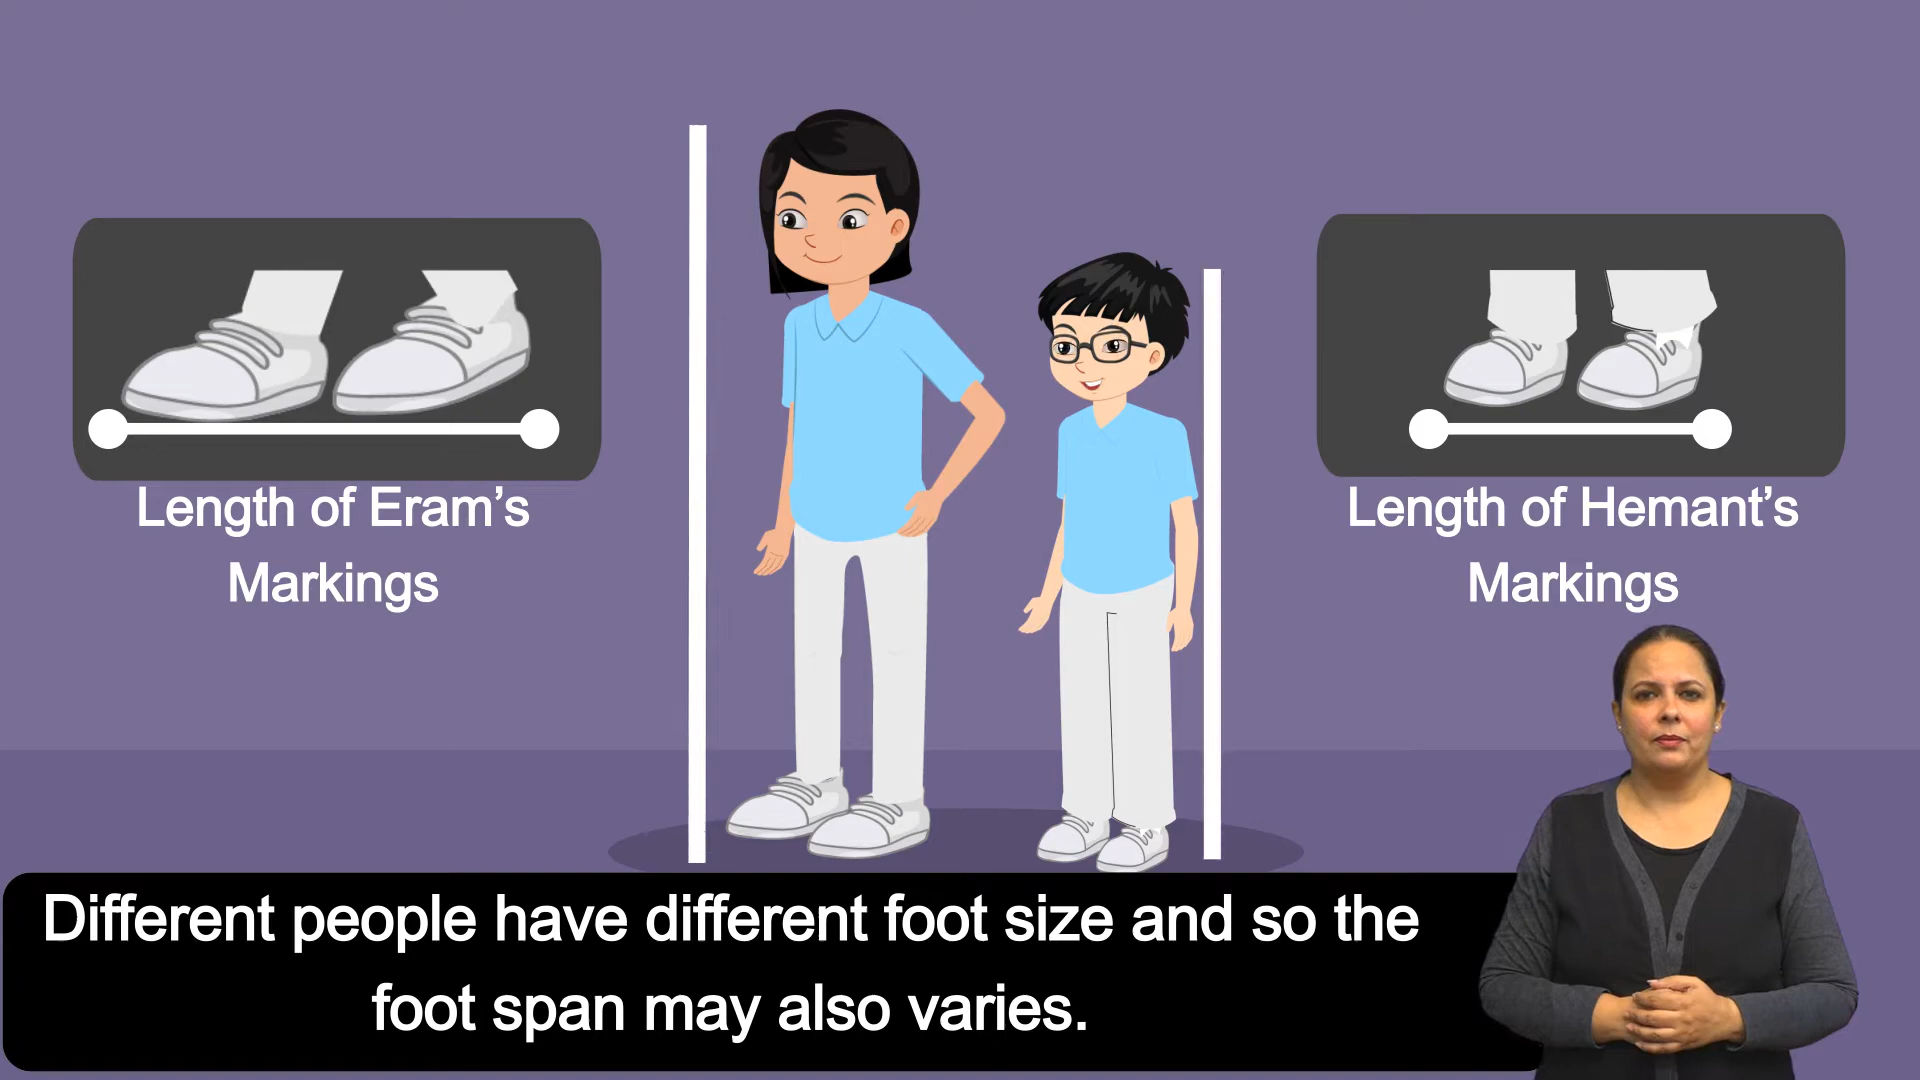 Length of Eram’s
Markings
Length of Hemant’s
Markings
Different people have different foot size and so the
foot span may also varies.